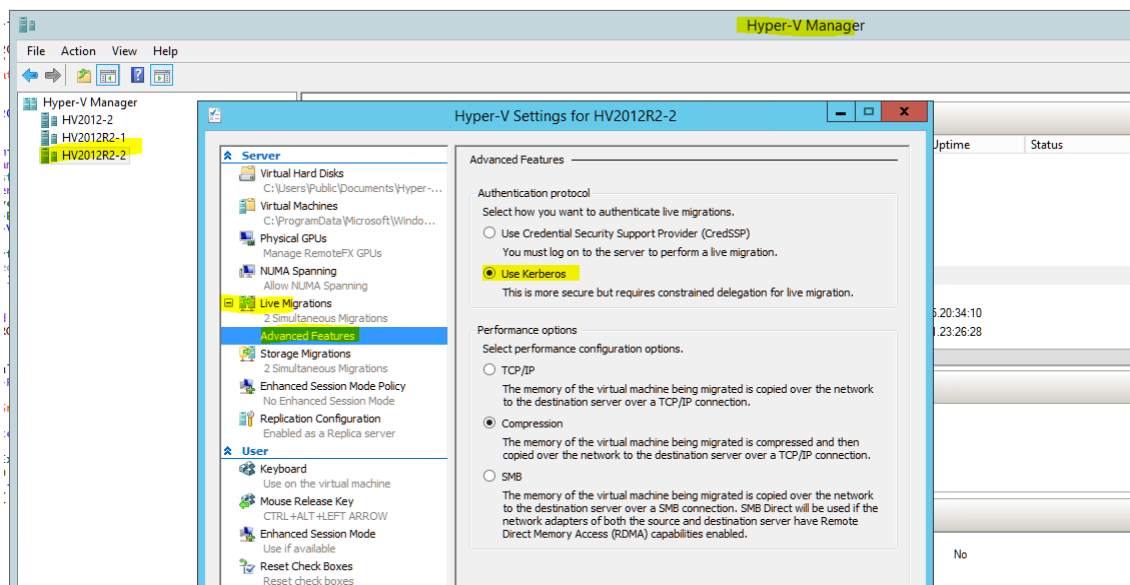 Hyper-V Manager
File Action View Help
Hyper-V Manager
HV2012-2
HV2012R2-1
HV2012R2-2
Hyper-V Settings for HV2012R2-2
Server
Virtual Hard Disks
C:\Users\Public\Documents\Hyper-...
Virtual Machines
C:\ProgramData\Microsoft\Windo...
Physical GPUs
Manage RemoteFX GPUs
NUMA Spanning
Allow NUMA Spanning
Live Migrations
2 Simultaneous Migrations
Advanced Features
Storage Migrations
2 Simultaneous Migrations
Enhanced Session Mode Policy
No Enhanced Session Mode
Replication Configuration
Enabled as a Replica server
User
Keyboard
Use on the virtual machine
Mouse Release Key
CTRL+ALT+LEFT ARROW
Enhanced Session Mode
Use if available
Reset Check Boxes
Reset check boxes
Advanced Features
Authentication protocol
Select how you want to authenticate live migrations.
Use Credential Security Support Provider (CredSSP)
You must log on to the server to perform a live migration.
Use Kerberos
This is more secure but requires constrained delegation for live migration.
Performance options
Select performance configuration options.
TCP/IP
The memory of the virtual machine being migrated is copied over the network
to the destination server over a TCP/IP connection.
Compression
The memory of the virtual machine being migrated is compressed and then
copied over the network to the destination server over a TCP/IP connection.
SMB
The memory of the virtual machine being migrated is copied over the network
to the destination server over a SMB connection. SMB Direct will be used if the
network adapters of both the source and destination server have Remote
Direct Memory Access (RDMA) capabilities enabled.
Uptime Status
.20:34:10
.23:26:28
No